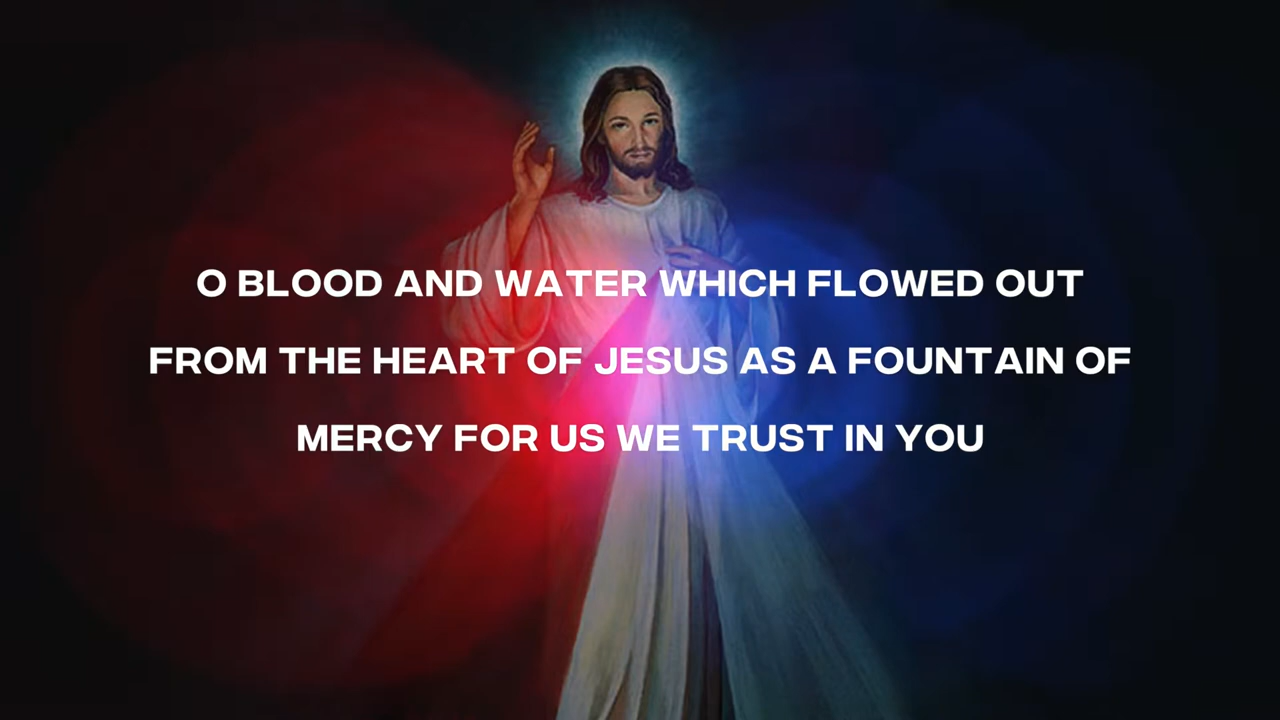 O BLOOD AND WATER WHICH FLOWED OUT
FROM THE HEART OF JESUS AS A FOUNTAIN OF
MERCY FOR US WE TRUST IN YOU